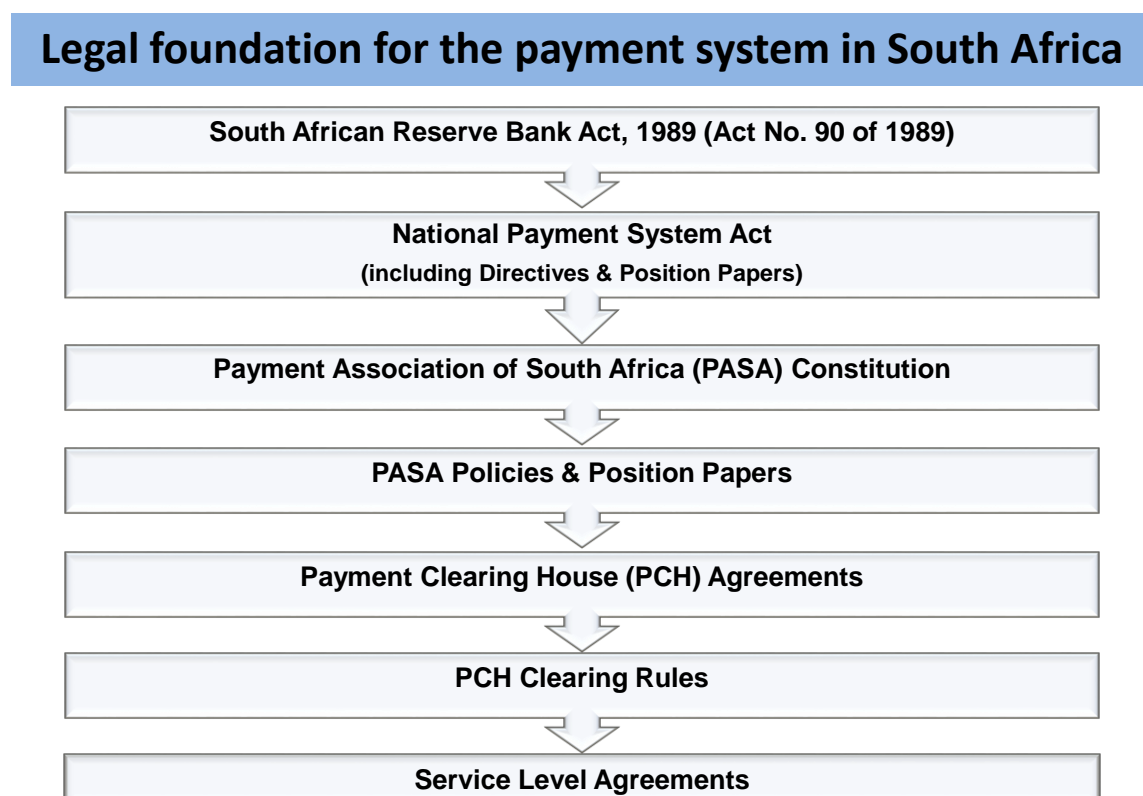 Legal foundation for the payment system in South Africa
South African Reserve Bank Act, 1989 (Act No. 90 of 1989)
National Payment System Act
(including Directives & Position Papers)
Payment Association of South Africa (PASA) Constitution
PASA Policies & Position Papers
Payment Clearing House (PCH) Agreements
PCH Clearing Rules
Service Level Agreements